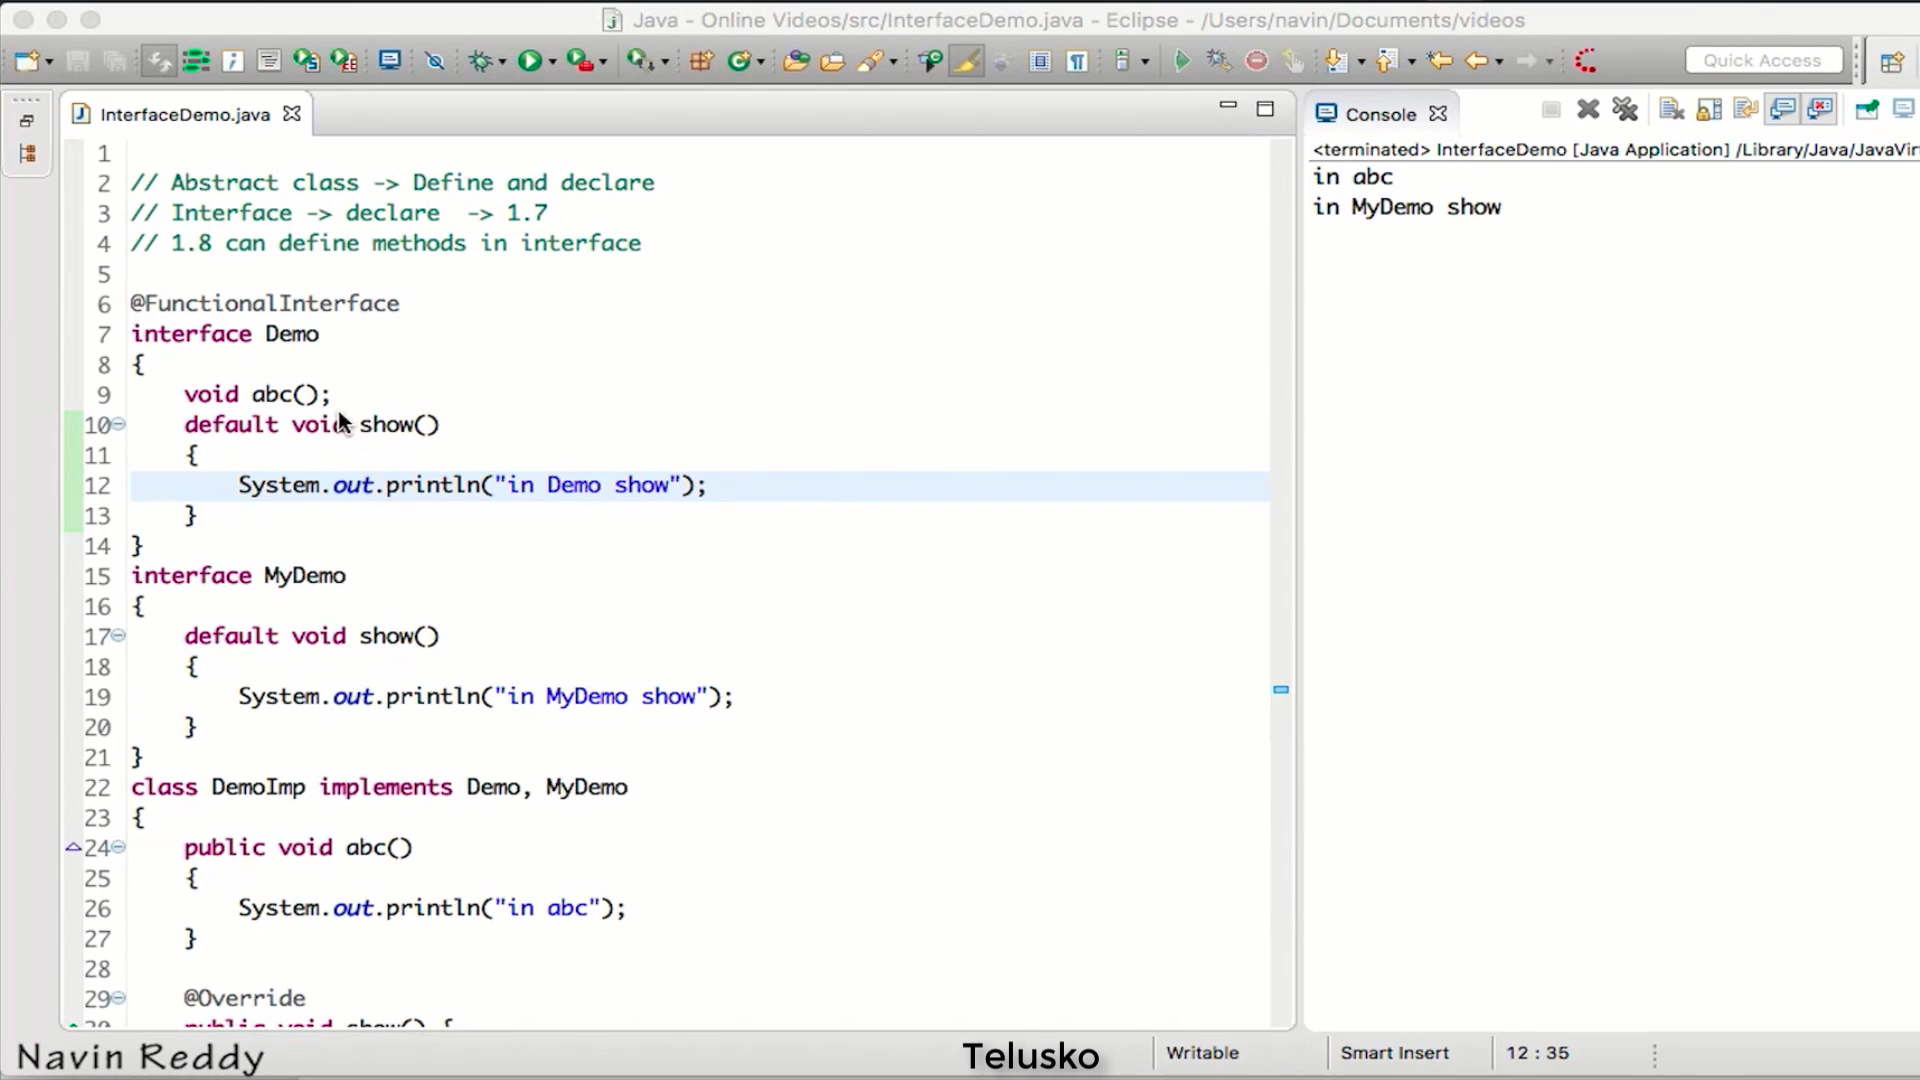 Java - Online Videos/src/InterfaceDemo.java - Eclipse - /Users/navin/Documents/videos
Quick Access
InterfaceDemo.java
1
2 // Abstract class -> Define and declare
3 // Interface -> declare  -> 1.7
4 // 1.8 can define methods in interface
5
6 @FunctionalInterface
7 interface Demo
8 {
9     void abc();
10     default void show()
11     {
12         System.out.println("in Demo show");
13     }
14 }
15 interface MyDemo
16 {
17     default void show()
18     {
19         System.out.println("in MyDemo show");
20     }
21 }
22 class DemoImp implements Demo, MyDemo
23 {
24     public void abc()
25     {
26         System.out.println("in abc");
27     }
28
29     @Override
30     public void show() {
Console
<terminated> InterfaceDemo [Java Application] /Library/Java/JavaVir
in abc
in MyDemo show
Navin Reddy
Telusko
Writable
Smart Insert
12 : 35